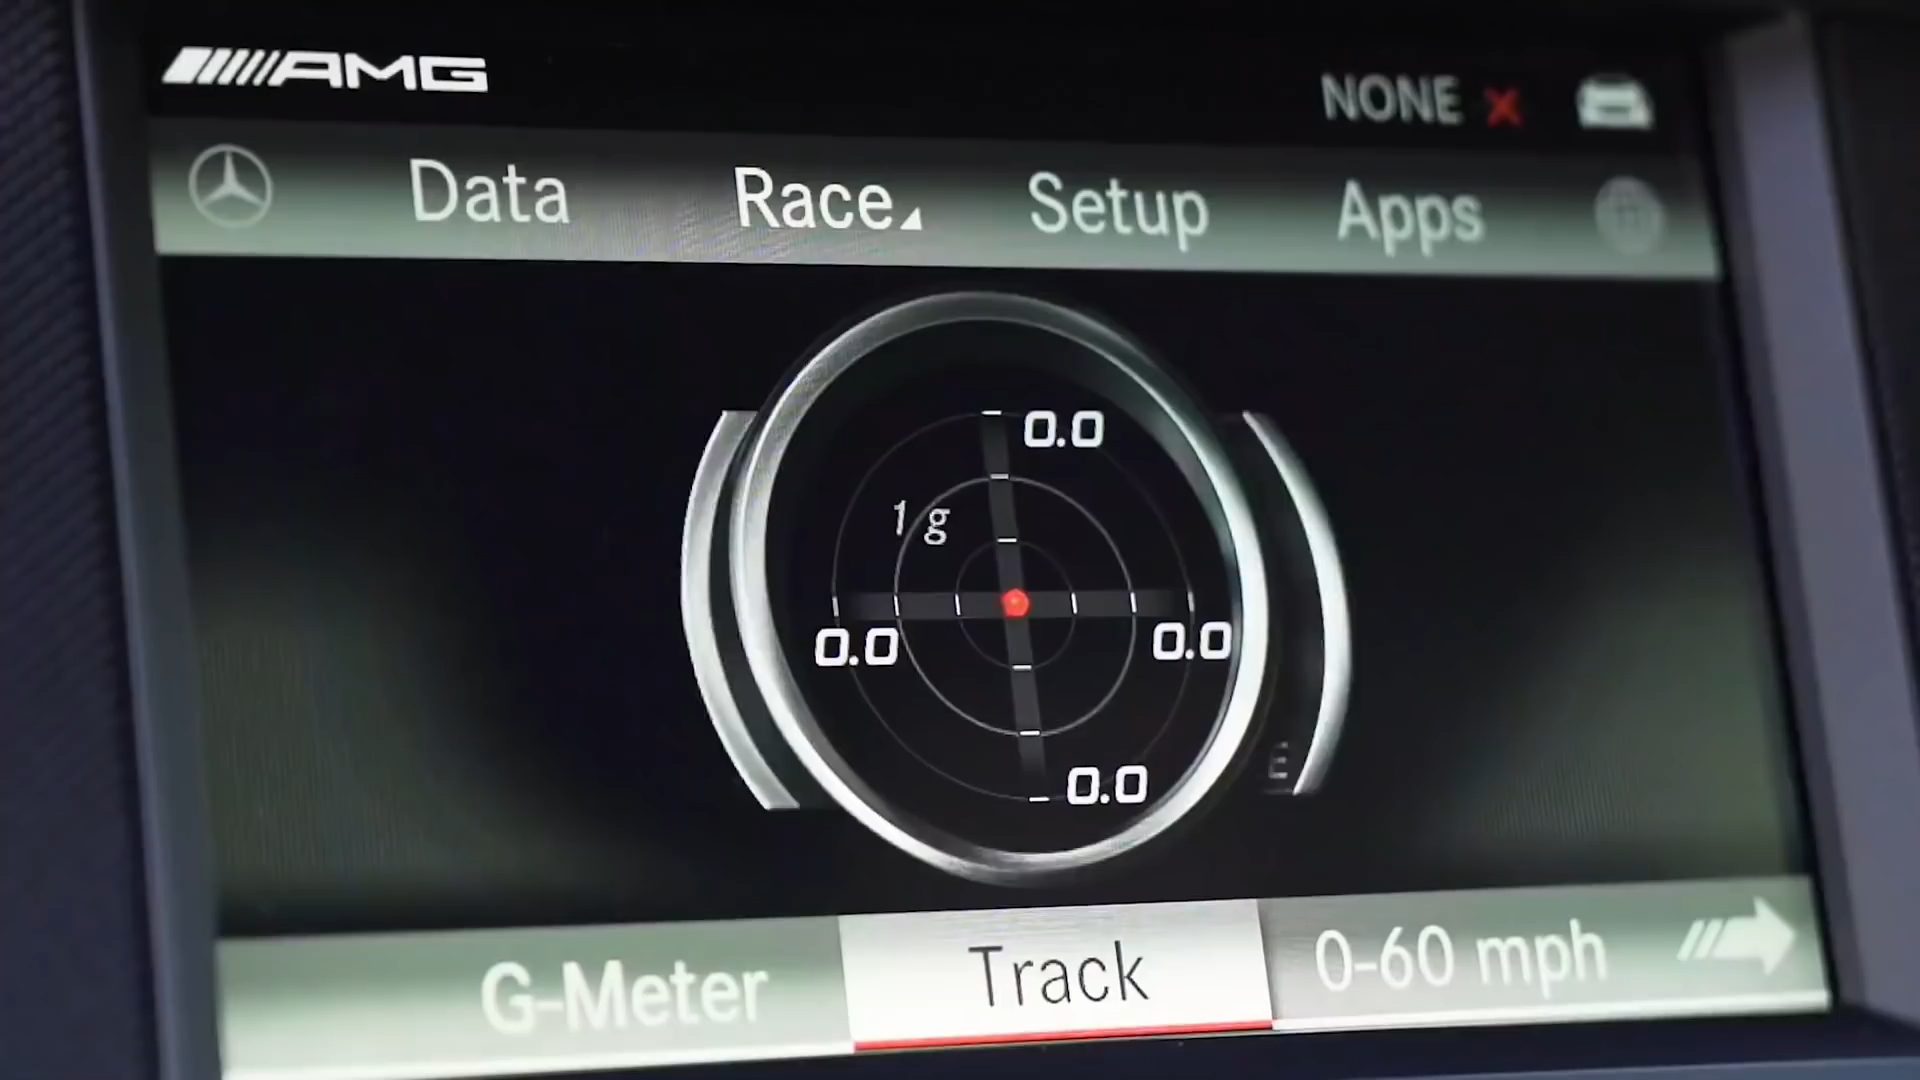 AMG
NONE X
Data Race Setup Apps
0.0
1 g
0.0 0.0
0.0
G-Meter Track 0-60 mph